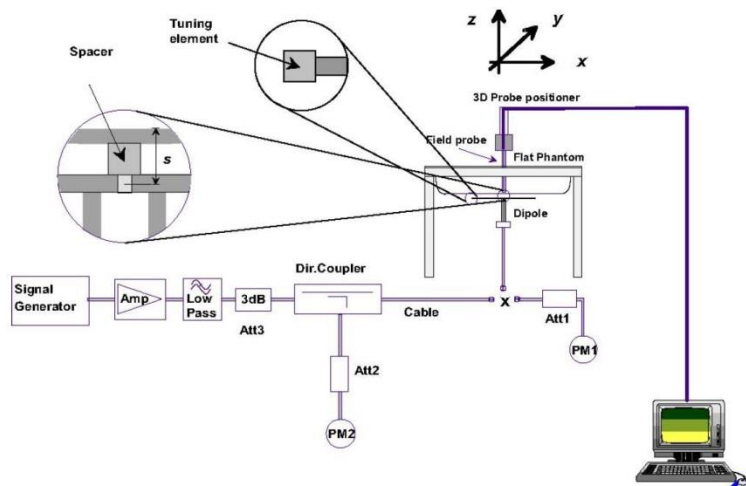 Tuning
element
Spacer
s
z
y
x
3D Probe positioner
Field probe
Flat Phantom
Dipole
Signal
Generator
Amp
Low
Pass
3dB
Att3
Dir.Coupler
Cable
x
Att1
PM1
Att2
PM2